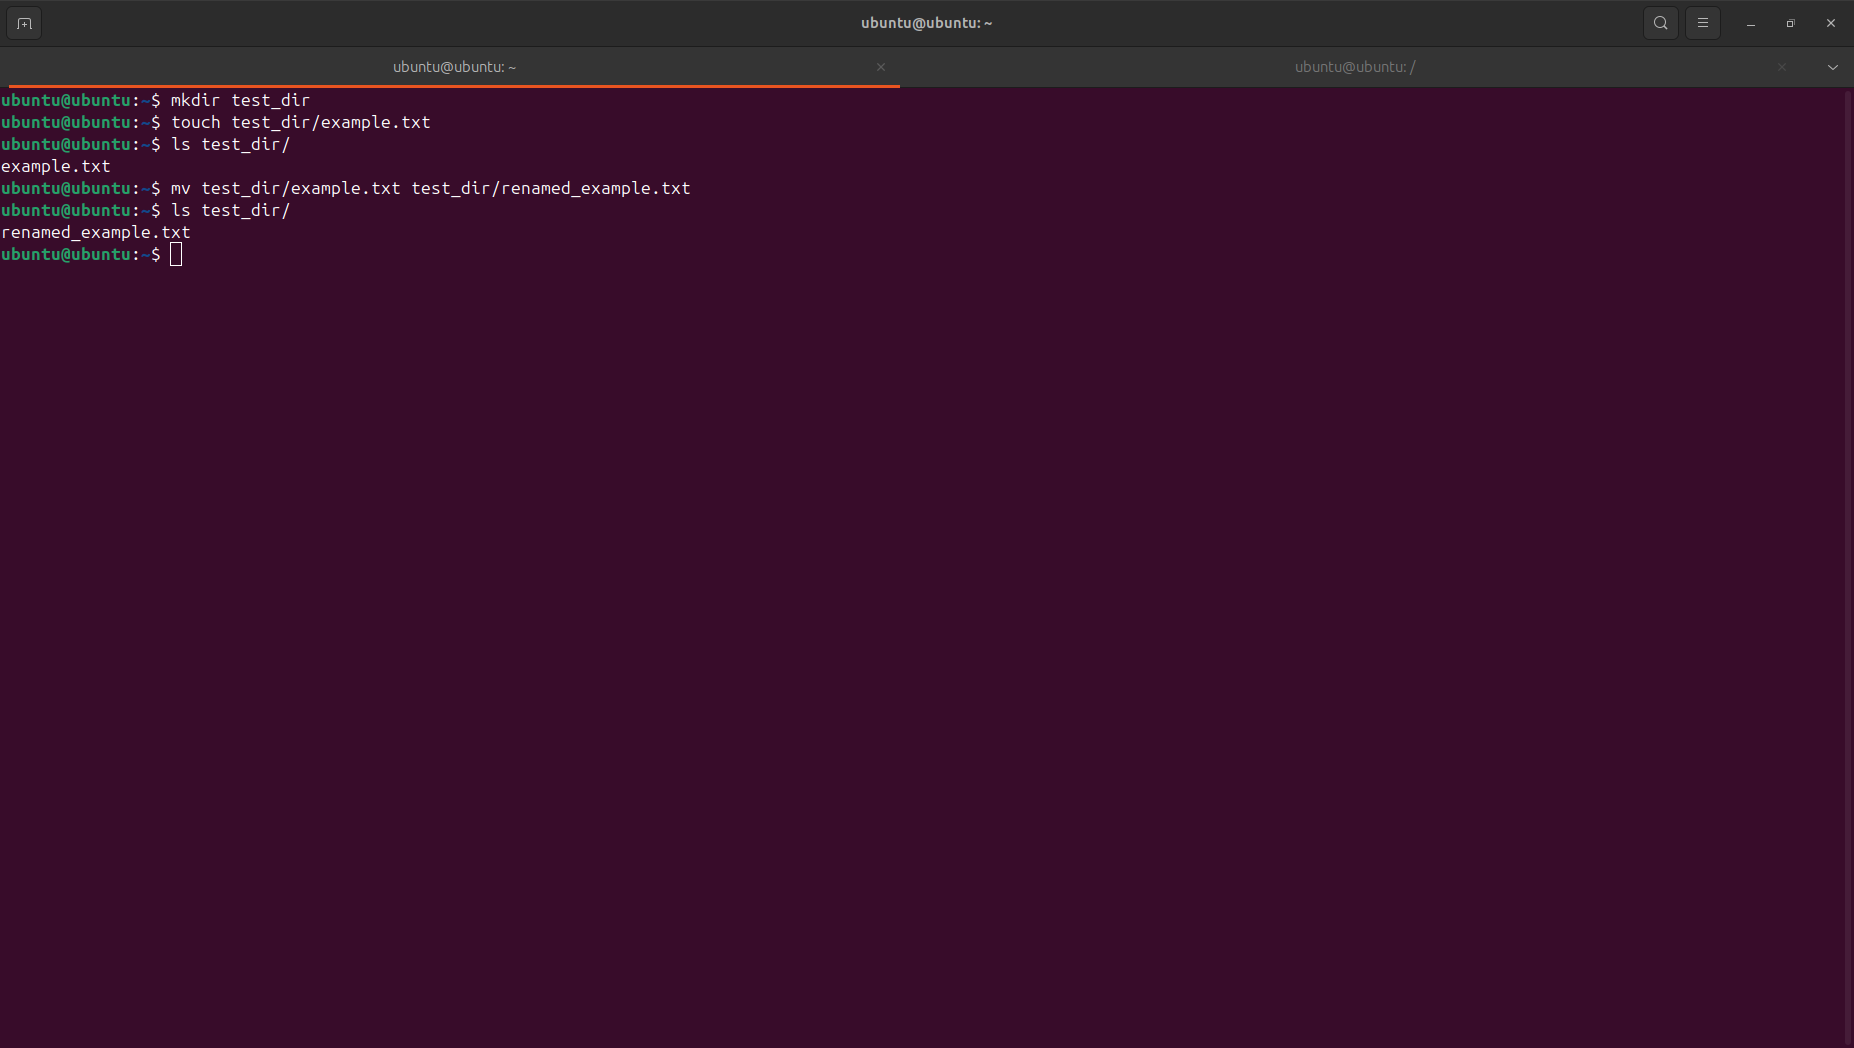 ubuntu@ubuntu: ~
ubuntu@ubuntu: ~
ubuntu@ubuntu: /
ubuntu@ubuntu:~$ mkdir test_dir
ubuntu@ubuntu:~$ touch test_dir/example.txt
ubuntu@ubuntu:~$ ls test_dir/
example.txt
ubuntu@ubuntu:~$ mv test_dir/example.txt test_dir/renamed_example.txt
ubuntu@ubuntu:~$ ls test_dir/
renamed_example.txt
ubuntu@ubuntu:~$